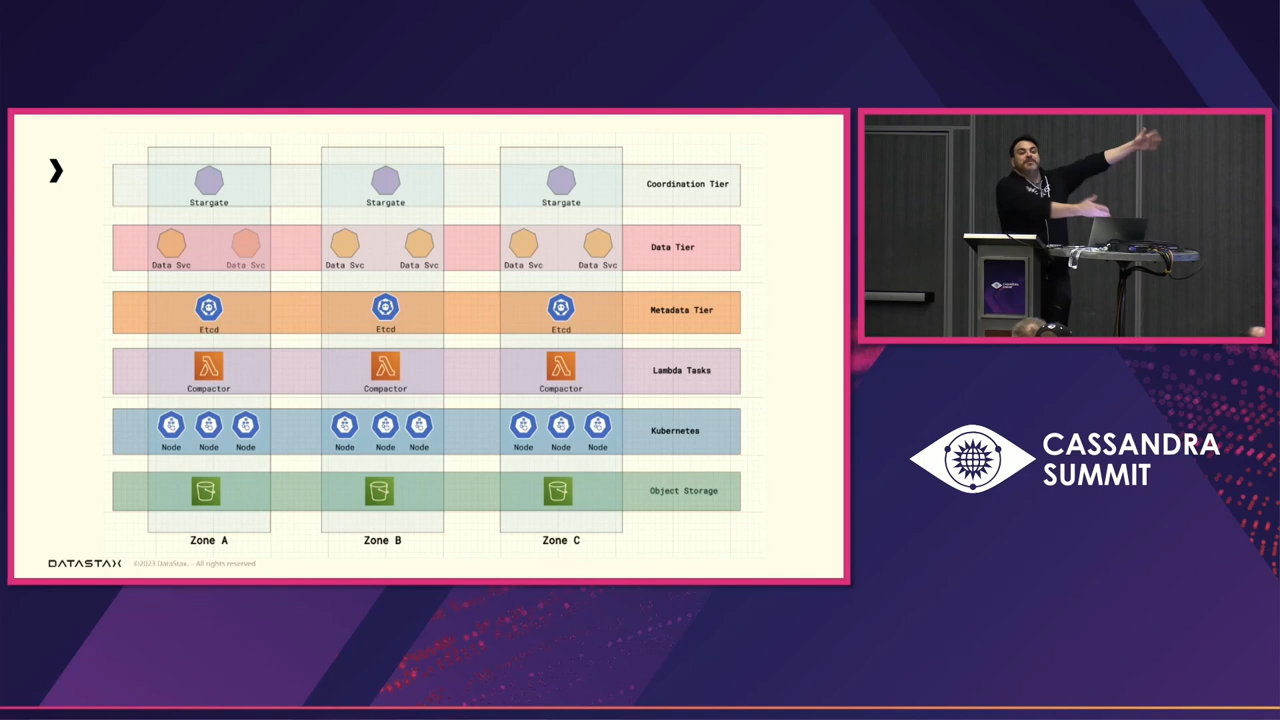 Stargate Stargate Stargate Coordination Tier
Data Svc Data Svc Data Svc Data Svc Data Svc Data Svc Data Tier
Etcd Etcd Etcd Metadata Tier
Compactor Compactor Compactor Lambda Tasks
Node Node Node Node Node Node Node Node Node Kubernetes
Object Storage
Zone A Zone B Zone C
DATASTAX ©2023 DataStax. – All rights reserved
CASSANDRA
SUMMIT